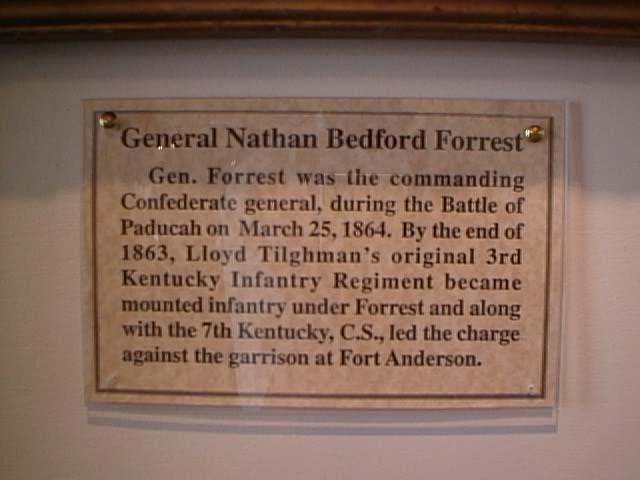 General Nathan Bedford Forrest
Gen. Forrest was the commanding
Confederate general, during the Battle of
Paducah on March 25, 1864. By the end of
1863, Lloyd Tilghman's original 3rd
Kentucky Infantry Regiment became
mounted infantry under Forrest and along
with the 7th Kentucky, C.S., led the charge
against the garrison at Fort Anderson.